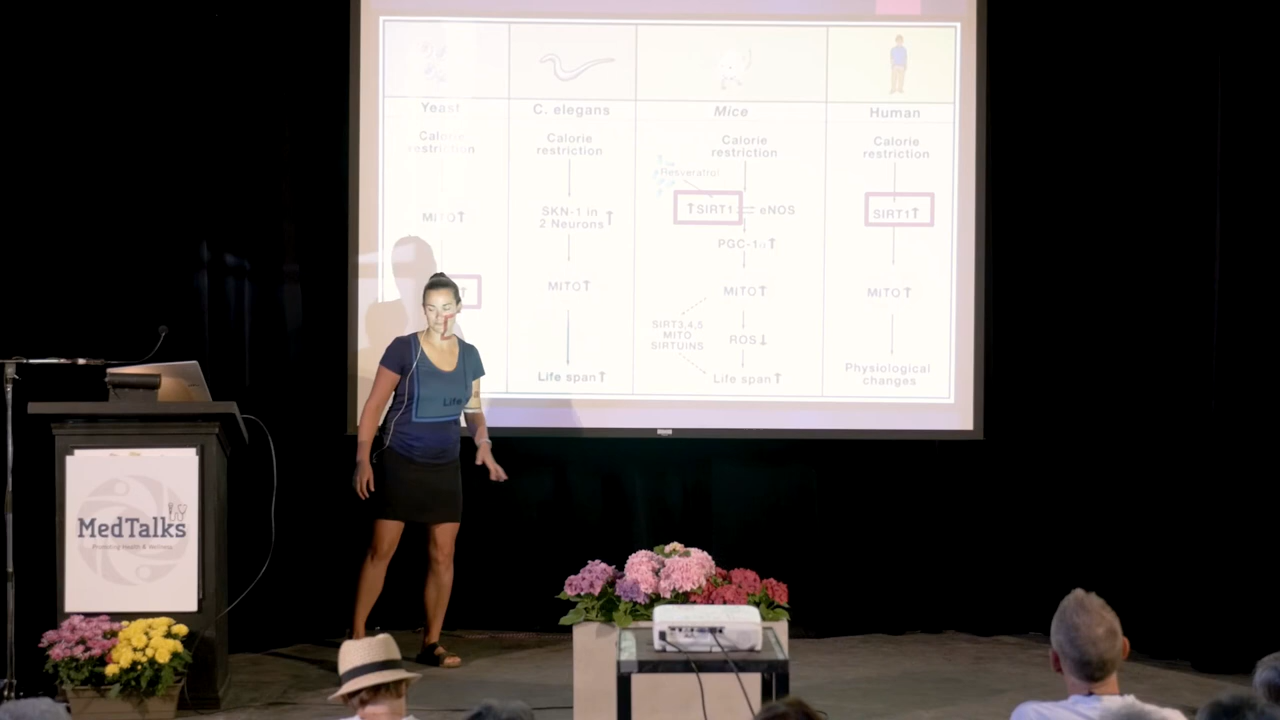 Yeast
Calorie
restriction
MITO↑
↑
Life
C. elegans
Calorie
restriction
SKN-1 in
2 Neurons↑
MITO↑
Life span↑
Mice
Calorie
restriction
Resveratrol
↑SIRT1
eNOS
PGC-1α↑
MITO↑
SIRT3,4,5
MITO
SIRTUINS
ROS↓
Life span↑
Human
Calorie
restriction
SIRT1↑
MITO↑
Physiological
changes
MedTalks
Promoting Health & Wellness